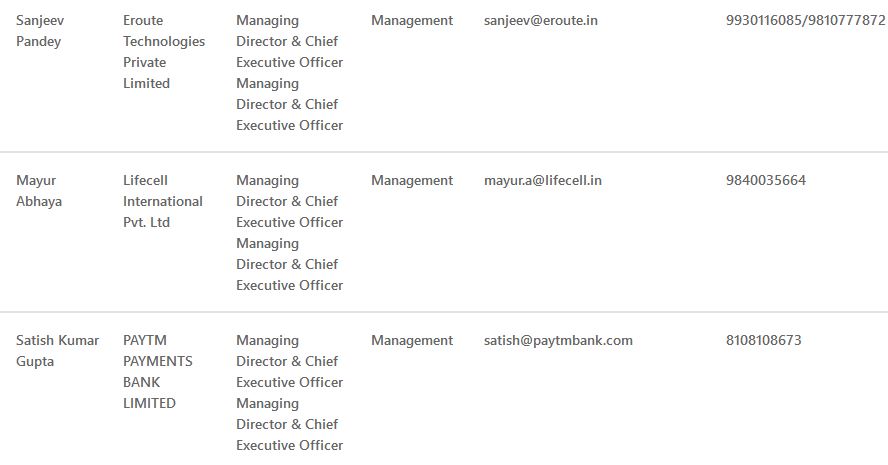 Sanjeev Pandey
Eroute Technologies Private Limited
Managing Director & Chief Executive Officer Managing Director & Chief Executive Officer
Management
sanjeev@eroute.in
9930116085/9810777872
Mayur Abhaya
Lifecell International Pvt. Ltd
Managing Director & Chief Executive Officer Managing Director & Chief Executive Officer
Management
mayur.a@lifecell.in
9840035664
Satish Kumar Gupta
PAYTM PAYMENTS BANK LIMITED
Managing Director & Chief Executive Officer Managing Director & Chief Executive Officer
Management
satish@paytmbank.com
8108108673